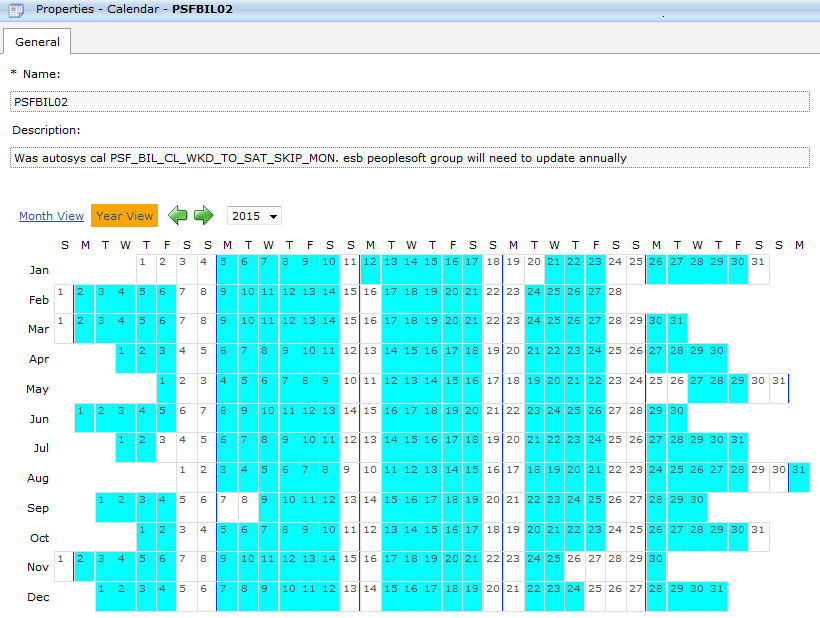 Properties - Calendar - PSFBIL02
General
* Name:
PSFBIL02
Description:
Was autosys cal PSF_BIL_CL_WKD_TO_SAT_SKIP_MON. esb peoplesoft group will need to update annually
Month View Year View 2015
S M T W T F S S M T W T F S S M T W T F S S M T W T F S S M T W T F S S M
Jan 1 2 3 4 5 6 7 8 9 10 11 12 13 14 15 16 17 18 19 20 21 22 23 24 25 26 27 28 29 30 31
Feb 1 2 3 4 5 6 7 8 9 10 11 12 13 14 15 16 17 18 19 20 21 22 23 24 25 26 27 28
Mar 1 2 3 4 5 6 7 8 9 10 11 12 13 14 15 16 17 18 19 20 21 22 23 24 25 26 27 28 29 30 31
Apr 1 2 3 4 5 6 7 8 9 10 11 12 13 14 15 16 17 18 19 20 21 22 23 24 25 26 27 28 29 30
May 1 2 3 4 5 6 7 8 9 10 11 12 13 14 15 16 17 18 19 20 21 22 23 24 25 26 27 28 29 30 31
Jun 1 2 3 4 5 6 7 8 9 10 11 12 13 14 15 16 17 18 19 20 21 22 23 24 25 26 27 28 29 30
Jul 1 2 3 4 5 6 7 8 9 10 11 12 13 14 15 16 17 18 19 20 21 22 23 24 25 26 27 28 29 30 31
Aug 1 2 3 4 5 6 7 8 9 10 11 12 13 14 15 16 17 18 19 20 21 22 23 24 25 26 27 28 29 30 31
Sep 1 2 3 4 5 6 7 8 9 10 11 12 13 14 15 16 17 18 19 20 21 22 23 24 25 26 27 28 29 30
Oct 1 2 3 4 5 6 7 8 9 10 11 12 13 14 15 16 17 18 19 20 21 22 23 24 25 26 27 28 29 30 31
Nov 1 2 3 4 5 6 7 8 9 10 11 12 13 14 15 16 17 18 19 20 21 22 23 24 25 26 27 28 29 30
Dec 1 2 3 4 5 6 7 8 9 10 11 12 13 14 15 16 17 18 19 20 21 22 23 24 25 26 27 28 29 30 31